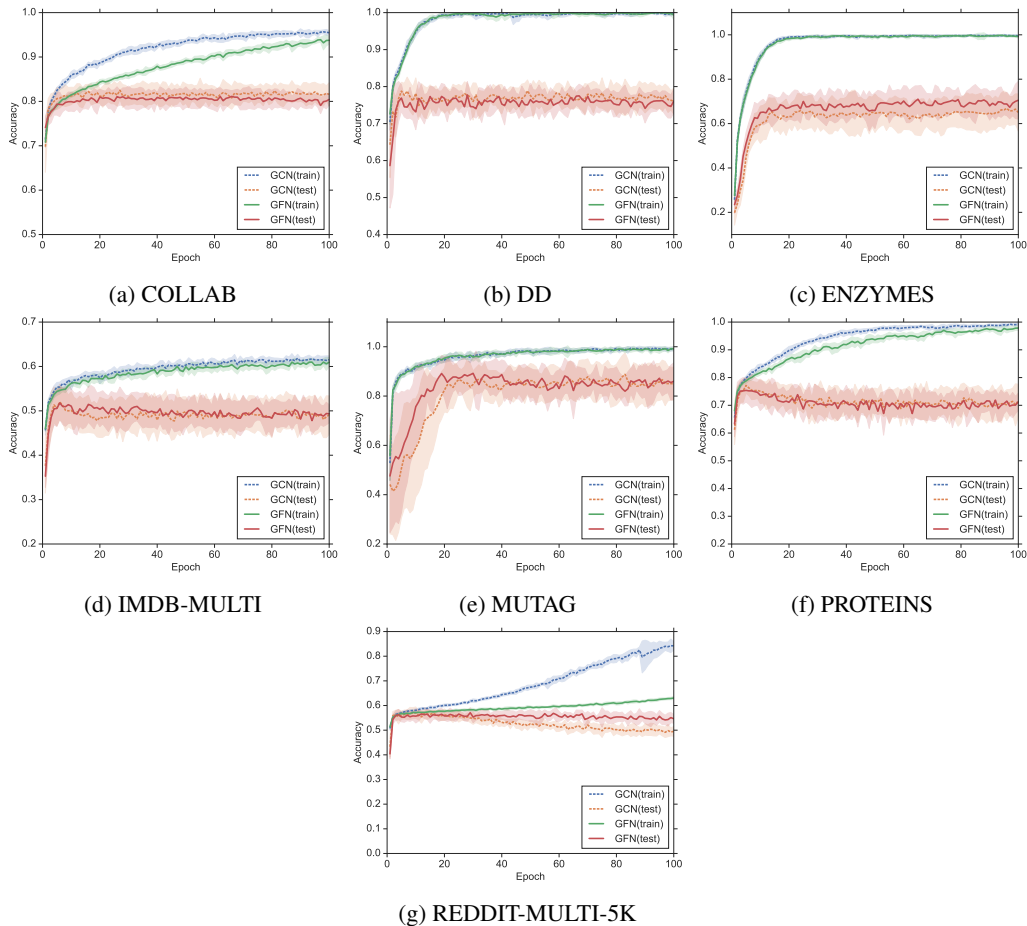 1.0
0.9
0.8
0.7
0.6
0.5
Accuracy
0 20 40 60 80 100
Epoch
GCN(train)
GCN(test)
GFN(train)
GFN(test)
(a) COLLAB
1.0
0.9
0.8
0.7
0.6
0.5
0.4
Accuracy
0 20 40 60 80 100
Epoch
GCN(train)
GCN(test)
GFN(train)
GFN(test)
(b) DD
1.0
0.8
0.6
0.4
0.2
Accuracy
0 20 40 60 80 100
Epoch
GCN(train)
GCN(test)
GFN(train)
GFN(test)
(c) ENZYMES
0.7
0.6
0.5
0.4
0.3
0.2
Accuracy
0 20 40 60 80 100
Epoch
GCN(train)
GCN(test)
GFN(train)
GFN(test)
(d) IMDB-MULTI
1.0
0.8
0.6
0.4
0.2
Accuracy
0 20 40 60 80 100
Epoch
GCN(train)
GCN(test)
GFN(train)
GFN(test)
(e) MUTAG
1.0
0.9
0.8
0.7
0.6
0.5
0.4
0.3
0.2
Accuracy
0 20 40 60 80 100
Epoch
GCN(train)
GCN(test)
GFN(train)
GFN(test)
(f) PROTEINS
0.9
0.8
0.7
0.6
0.5
0.4
0.3
0.2
0.1
0.0
Accuracy
0 20 40 60 80 100
Epoch
GCN(train)
GCN(test)
GFN(train)
GFN(test)
(g) REDDIT-MULTI-5K